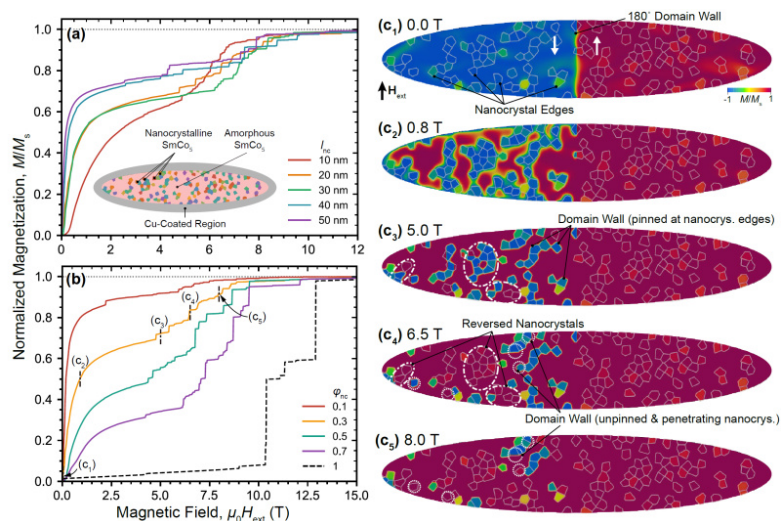 (a)
Normalized Magnetization, M/Mₛ
1.0
0.8
0.6
0.4
0.2
0.0
Nanocrystalline
SmCo₅
Amorphous
SmCo₅
Cu-Coated Region
lₙ꜀
10 nm
20 nm
30 nm
40 nm
50 nm
0 2 4 6 8 10 12
(b)
1.0
0.8
0.6
0.4
0.2
0.0
(c₁)
(c₂)
(c₃)
(c₄)
(c₅)
φₙ꜀
0.1
0.3
0.5
0.7
1
0.0 2.5 5.0 7.5 10.0 12.5 15.0
Magnetic Field, μ₀Hₑₓₜ (T)
(c₁) 0.0 T
180° Domain Wall
Hₑₓₜ
Nanocrystal Edges
-1 M/Mₛ 1
(c₂) 0.8 T
(c₃) 5.0 T
Domain Wall (pinned at nanocrys. edges)
(c₄) 6.5 T
Reversed Nanocrystals
Domain Wall (unpinned & penetrating nanocrys.)
(c₅) 8.0 T